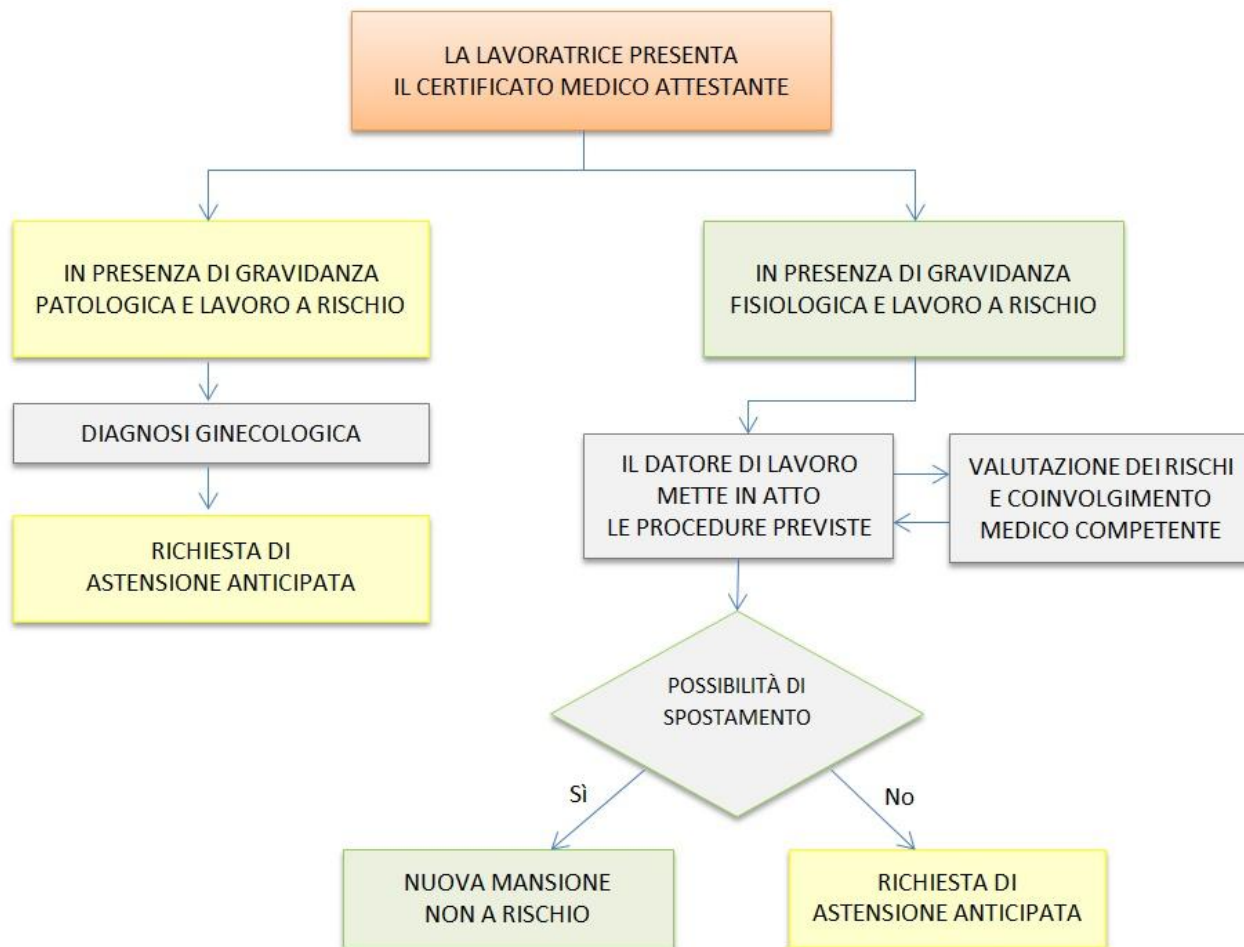 LA LAVORATRICE PRESENTA
IL CERTIFICATO MEDICO ATTESTANTE
IN PRESENZA DI GRAVIDANZA
PATOLOGICA E LAVORO A RISCHIO
IN PRESENZA DI GRAVIDANZA
FISIOLOGICA E LAVORO A RISCHIO
DIAGNOSI GINECOLOGICA
IL DATORE DI LAVORO
METTE IN ATTO
LE PROCEDURE PREVISTE
VALUTAZIONE DEI RISCHI
E COINVOLGIMENTO
MEDICO COMPETENTE
RICHIESTA DI
ASTENSIONE ANTICIPATA
POSSIBILITÀ DI
SPOSTAMENTO
Sì
No
NUOVA MANSIONE
NON A RISCHIO
RICHIESTA DI
ASTENSIONE ANTICIPATA